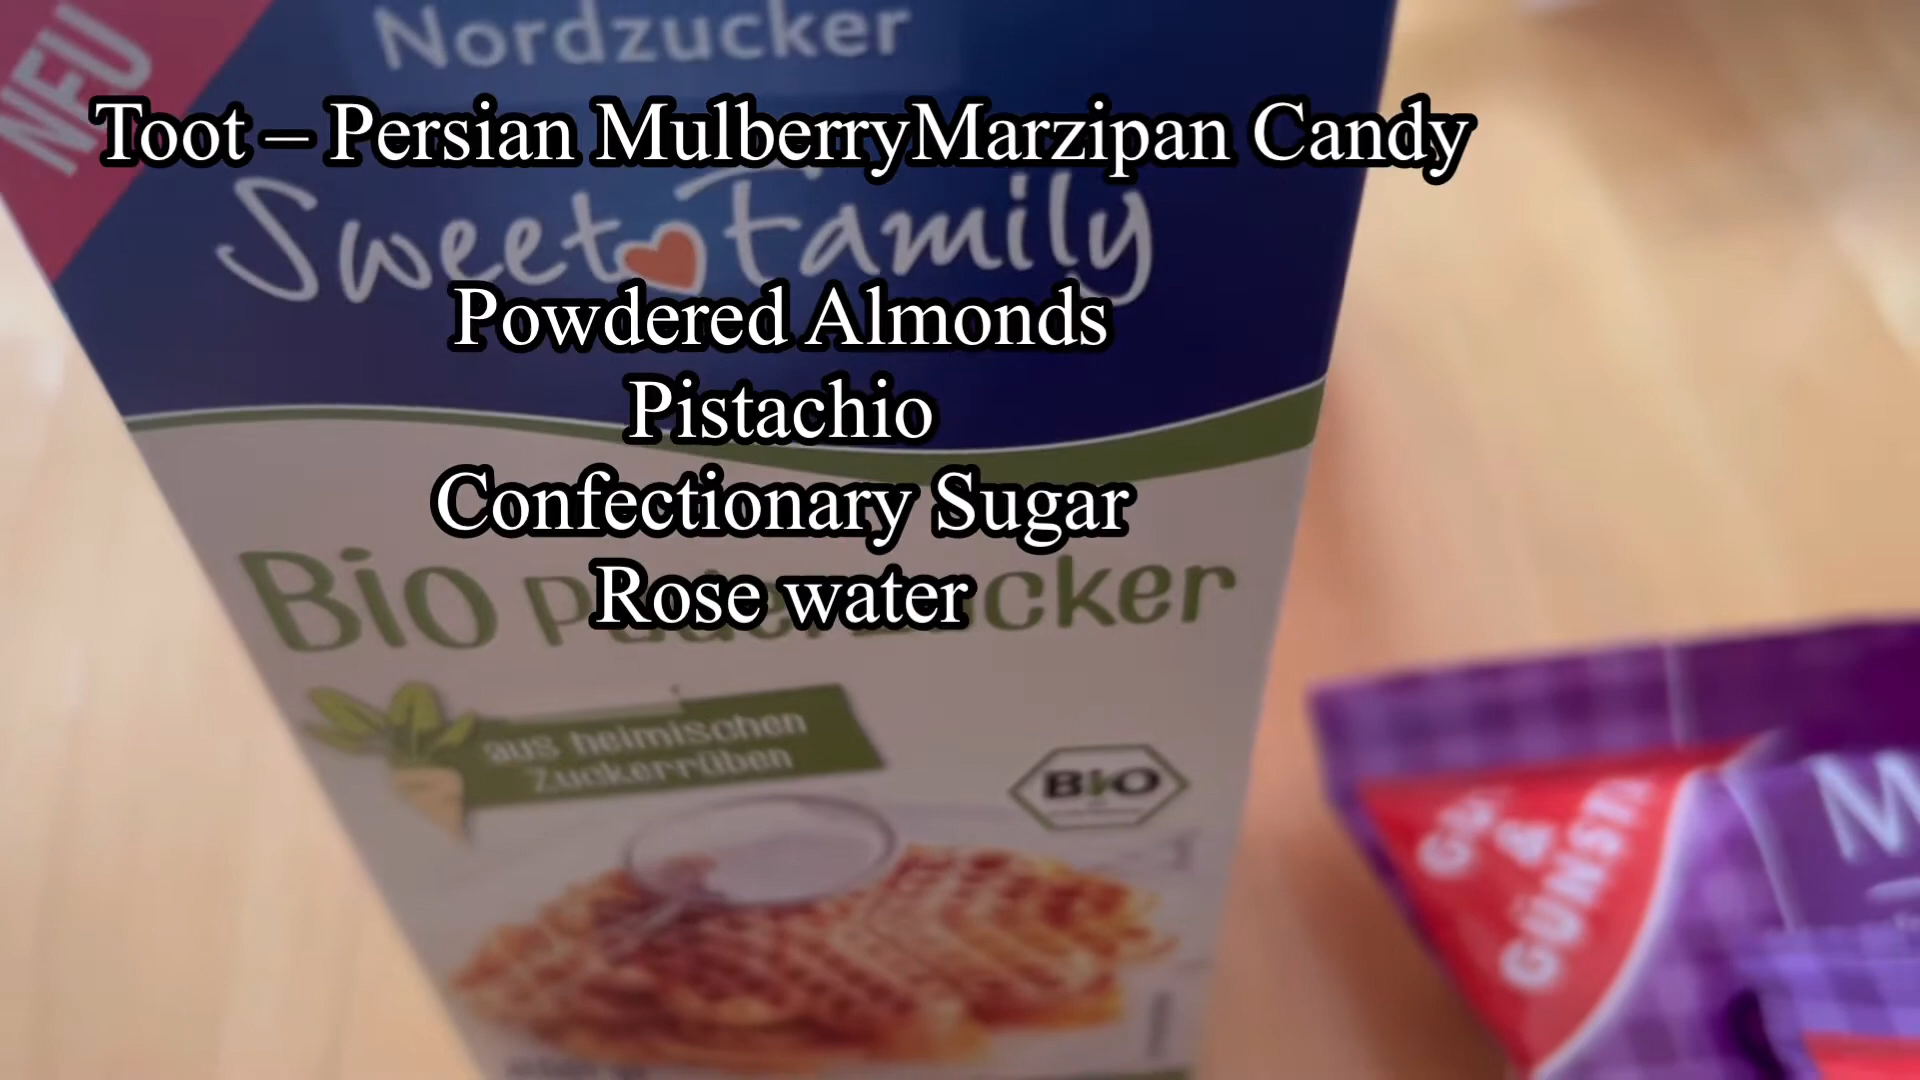 Nordzucker
NEU
Toot – Persian MulberryMarzipan Candy
Sweet Family
Powdered Almonds
Pistachio
Confectionary Sugar
Rose water
Bio Puderzucker
aus heimischen
Zuckerrüben
BIO
GUT
&
GÜNSTIG
M